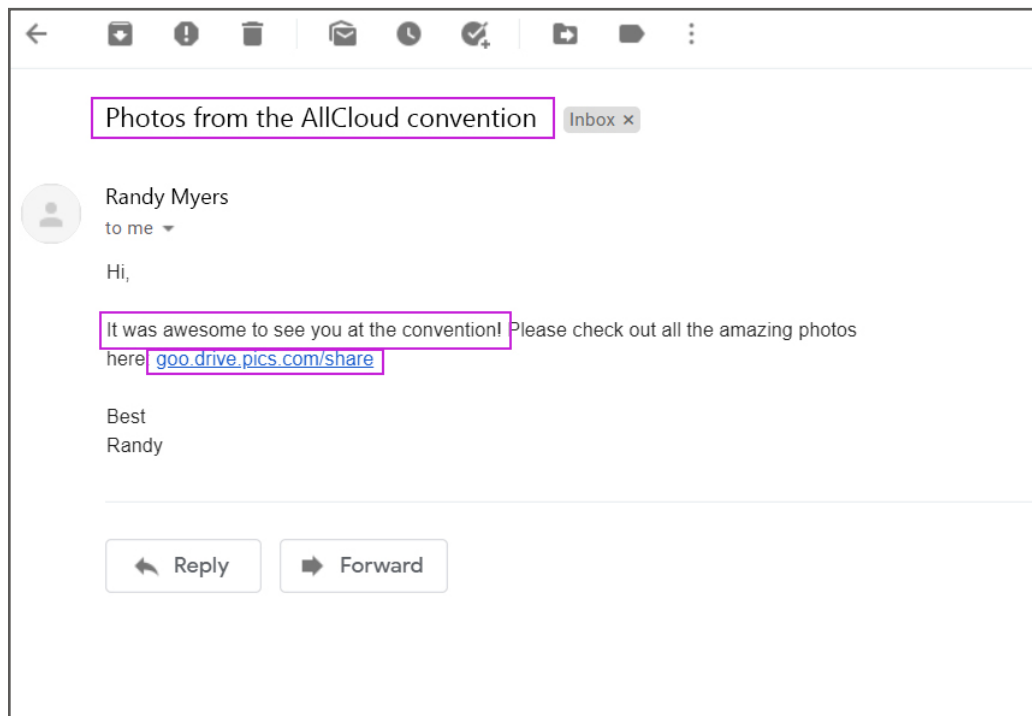 Photos from the AllCloud convention Inbox ×
Randy Myers
to me
Hi,
It was awesome to see you at the convention! Please check out all the amazing photos
here goo.drive.pics.com/share
Best
Randy
Reply Forward